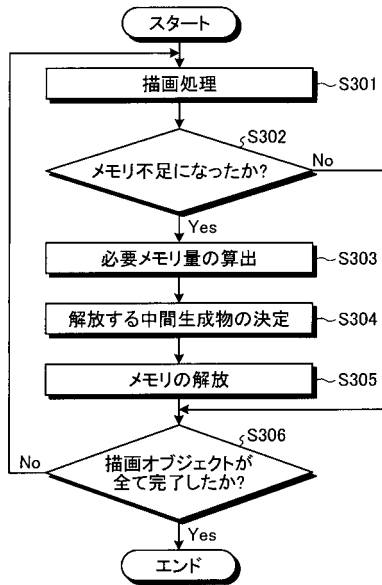 スタート
描画処理
S301
S302
メモリ不足になったか?
No
Yes
必要メモリ量の算出
S303
解放する中間生成物の決定
S304
メモリの解放
S305
S306
描画オブジェクトが
全て完了したか?
No
Yes
エンド